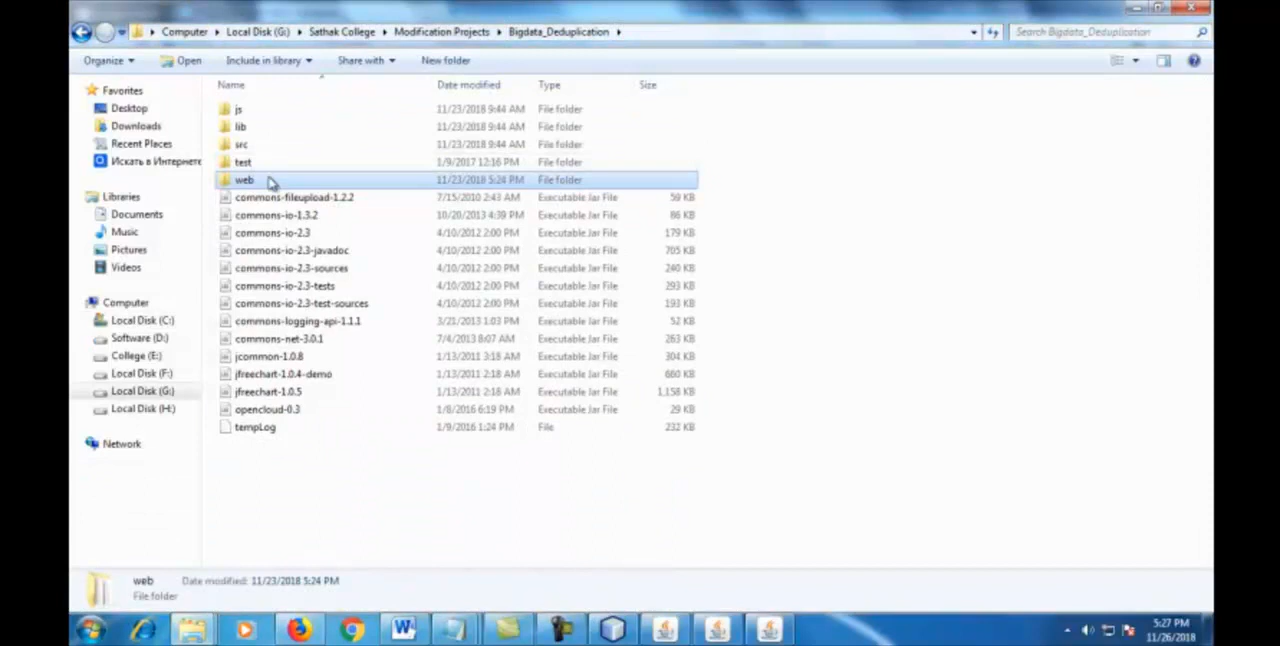 Computer ▸ Local Disk (G:) ▸ Sathak College ▸ Modification Projects ▸ Bigdata_Deduplication ▸ Search Bigdata_Deduplication
Organize Open Include in library Share with New folder
Name Date modified Type Size
Favorites
Desktop
Downloads
Recent Places
Искать в Интернете
Libraries
Documents
Music
Pictures
Videos
Computer
Local Disk (C:)
Software (D:)
College (E:)
Local Disk (F:)
Local Disk (G:)
Local Disk (H:)
Network
js 11/23/2018 9:44 AM File folder
lib 11/23/2018 9:44 AM File folder
src 11/23/2018 9:44 AM File folder
test 1/9/2017 12:16 PM File folder
web 11/23/2018 5:24 PM File folder
commons-fileupload-1.2.2 7/15/2010 2:43 AM Executable Jar File 59 KB
commons-io-1.3.2 10/20/2013 4:39 PM Executable Jar File 86 KB
commons-io-2.3 4/10/2012 2:00 PM Executable Jar File 179 KB
commons-io-2.3-javadoc 4/10/2012 2:00 PM Executable Jar File 705 KB
commons-io-2.3-sources 4/10/2012 2:00 PM Executable Jar File 240 KB
commons-io-2.3-tests 4/10/2012 2:00 PM Executable Jar File 293 KB
commons-io-2.3-test-sources 4/10/2012 2:00 PM Executable Jar File 193 KB
commons-logging-api-1.1.1 3/21/2013 1:03 PM Executable Jar File 52 KB
commons-net-3.0.1 7/4/2013 8:07 AM Executable Jar File 263 KB
jcommon-1.0.8 1/13/2011 3:18 AM Executable Jar File 304 KB
jfreechart-1.0.4-demo 1/13/2011 2:18 AM Executable Jar File 660 KB
jfreechart-1.0.5 1/13/2011 2:18 AM Executable Jar File 1,158 KB
opencloud-0.3 1/8/2016 6:19 PM Executable Jar File 29 KB
tempLog 1/9/2016 1:24 PM File 232 KB
web Date modified: 11/23/2018 5:24 PM
File folder
5:27 PM
11/26/2018